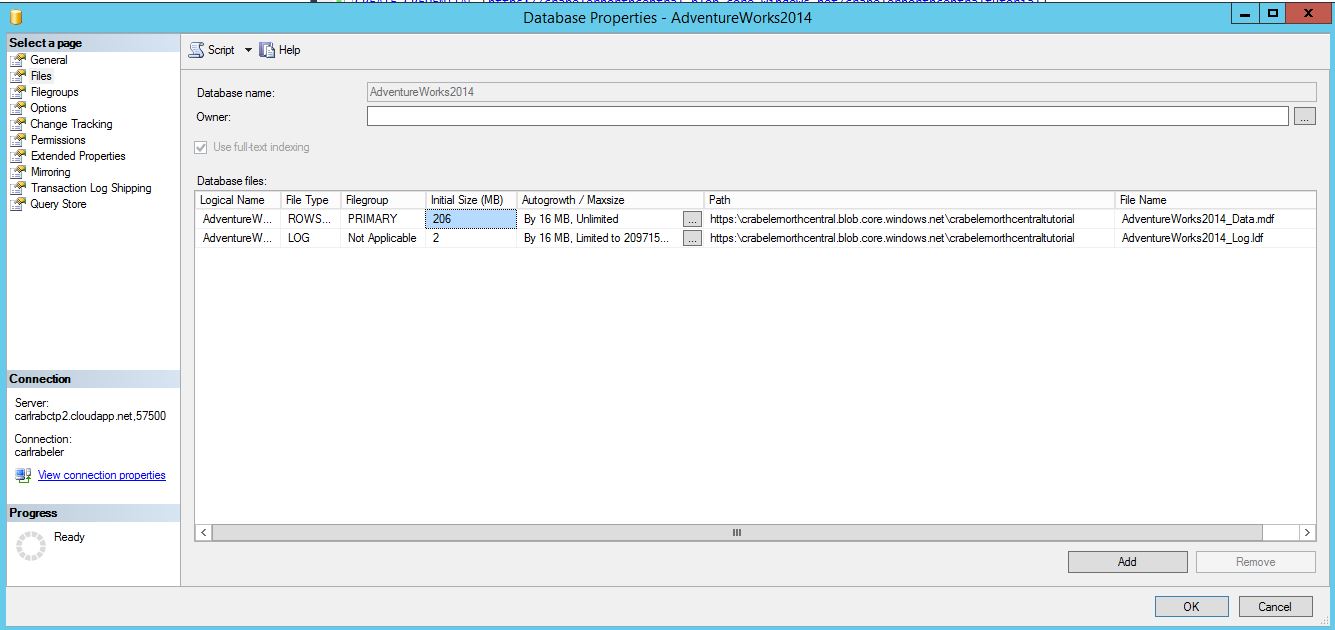 Database Properties - AdventureWorks2014
Select a page
General
Files
Filegroups
Options
Change Tracking
Permissions
Extended Properties
Mirroring
Transaction Log Shipping
Query Store
Connection
Server:
carlrabctp2.cloudapp.net,57500
Connection:
carlrabeler
View connection properties
Progress
Ready
Script Help
Database name: AdventureWorks2014
Owner: ...
Use full-text indexing
Database files:
Logical Name File Type Filegroup Initial Size (MB) Autogrowth / Maxsize Path File Name
AdventureW... ROWS... PRIMARY 206 By 16 MB, Unlimited ... https:\crabelernorthcentral.blob.core.windows.net\crabelernorthcentraltutorial AdventureWorks2014_Data.mdf
AdventureW... LOG Not Applicable 2 By 16 MB, Limited to 209715... ... https:\crabelernorthcentral.blob.core.windows.net\crabelernorthcentraltutorial AdventureWorks2014_Log.ldf
Add Remove
OK Cancel